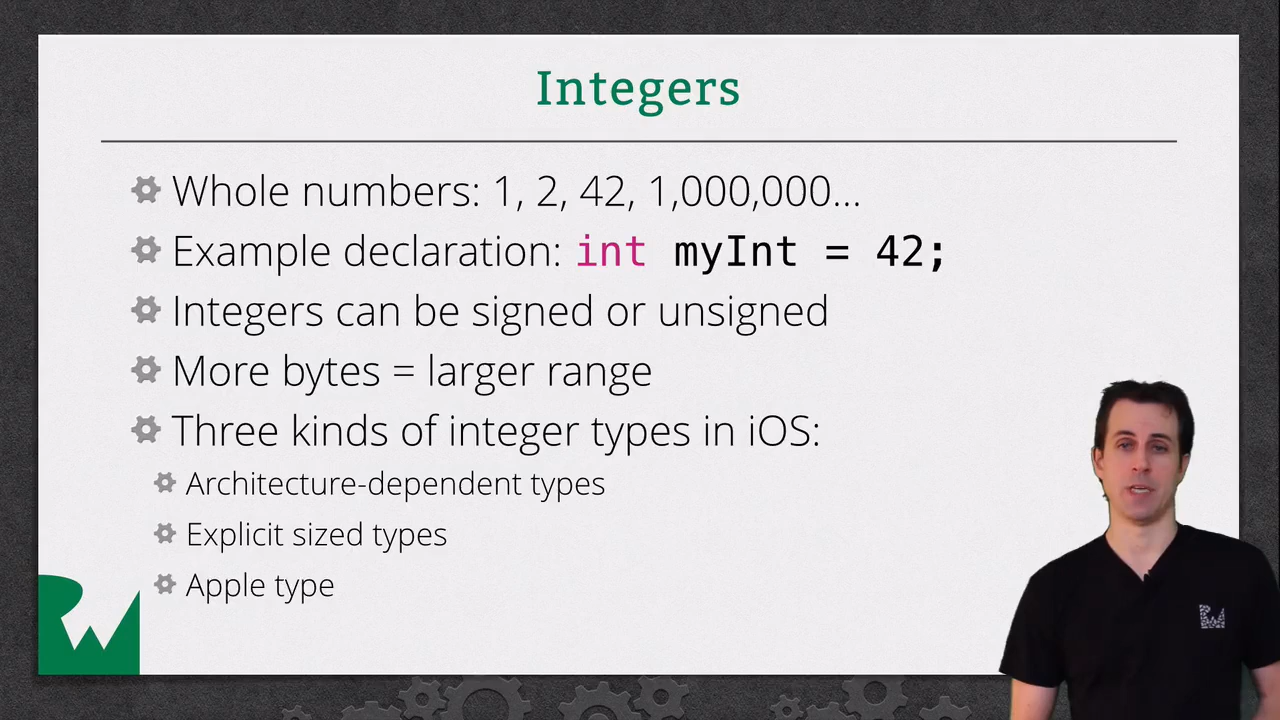 Integers
Whole numbers: 1, 2, 42, 1,000,000...
Example declaration: int myInt = 42;
Integers can be signed or unsigned
More bytes = larger range
Three kinds of integer types in iOS:
Architecture-dependent types
Explicit sized types
Apple type
RW
RW